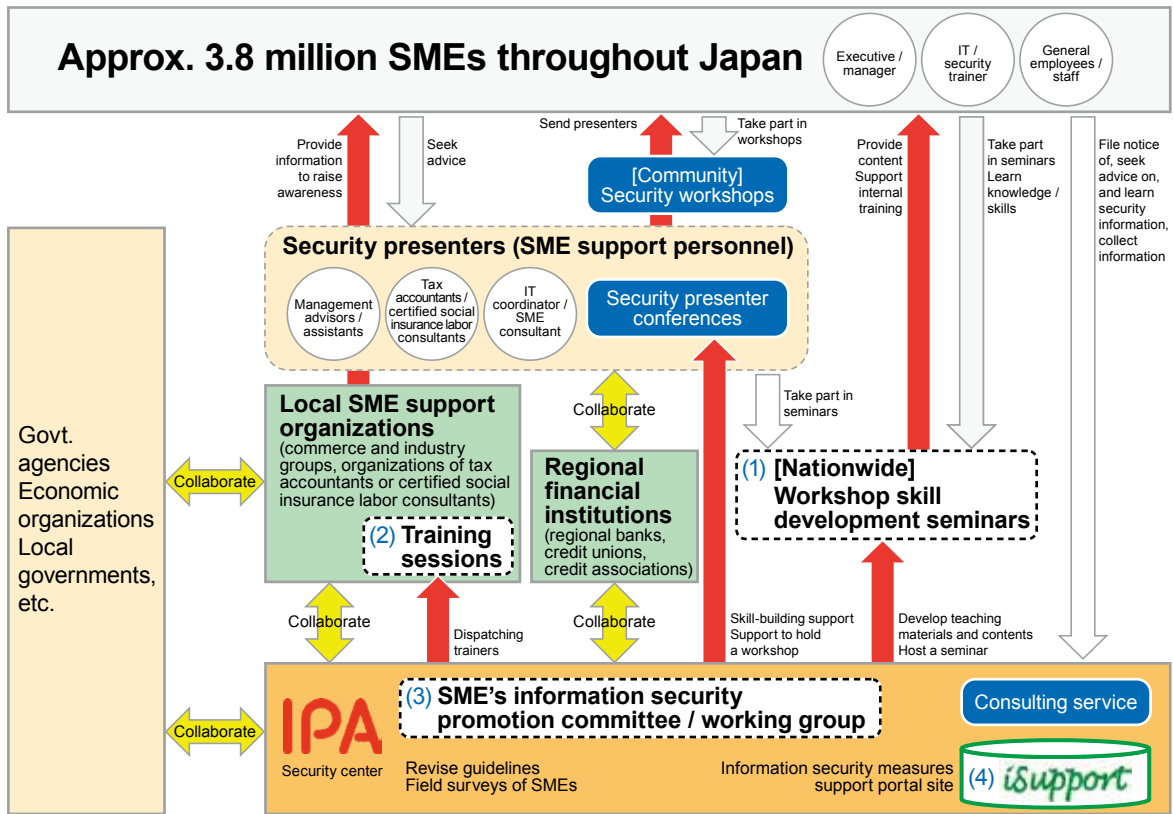 Approx. 3.8 million SMEs throughout Japan
Executive /
manager
IT /
security
trainer
General
employees /
staff
Provide
information
to raise
awareness
Seek
advice
Send presenters
Take part in
workshops
[Community]
Security workshops
Provide
content
Support
internal
training
Take part
in seminars
Learn
knowledge /
skills
File notice
of, seek
advice on,
and learn
security
information,
collect
information
Security presenters (SME support personnel)
Management
advisors /
assistants
Tax
accountants /
certified social
insurance labor
consultants
IT
coordinator /
SME
consultant
Security presenter
conferences
Govt.
agencies
Economic
organizations
Local
governments,
etc.
Collaborate
Local SME support
organizations
(commerce and industry
groups, organizations of tax
accountants or certified social
insurance labor consultants)
(2) Training
sessions
Collaborate
Regional
financial
institutions
(regional banks,
credit unions,
credit associations)
Take part in
seminars
(1) [Nationwide]
Workshop skill
development seminars
Collaborate
Dispatching
trainers
Collaborate
Skill-building support
Support to hold
a workshop
Develop teaching
materials and contents
Host a seminar
Collaborate
IPA
Security center
(3) SME's information security
promotion committee / working group
Revise guidelines
Field surveys of SMEs
Consulting service
Information security measures
support portal site
(4) iSupport